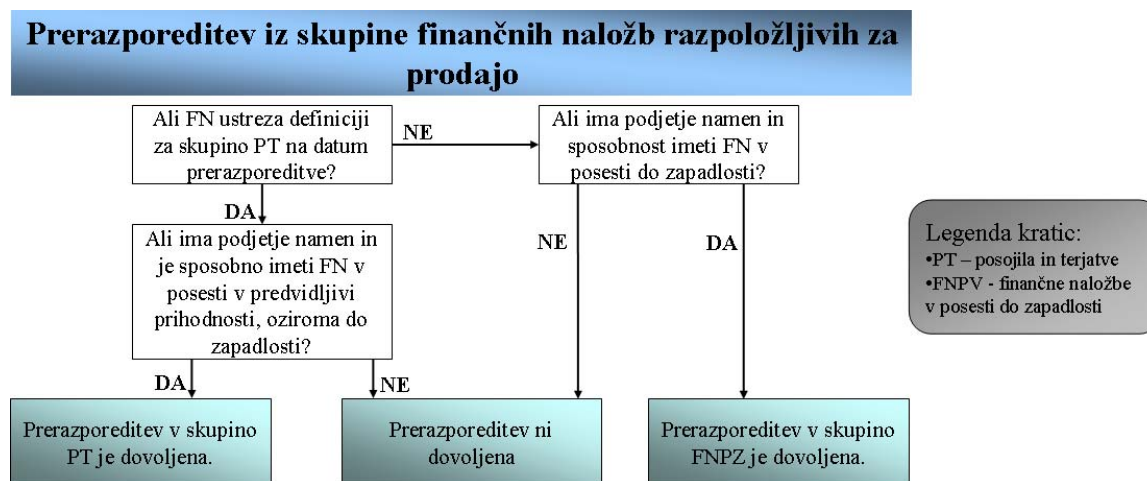 Prerazporeditev iz skupine finančnih naložb razpoložljivih za
prodajo
Ali FN ustreza definiciji
za skupino PT na datum
prerazporeditve?
NE
Ali ima podjetje namen in
sposobnost imeti FN v
posesti do zapadlosti?
DA
Ali ima podjetje namen in
je sposobno imeti FN v
posesti v predvidljivi
prihodnosti, oziroma do
zapadlosti?
NE
DA
Legenda kratic:
•PT – posojila in terjatve
•FNPV - finančne naložbe
v posesti do zapadlosti
DA
NE
Prerazporeditev v skupino
PT je dovoljena.
Prerazporeditev ni
dovoljena
Prerazporeditev v skupino
FNPZ je dovoljena.